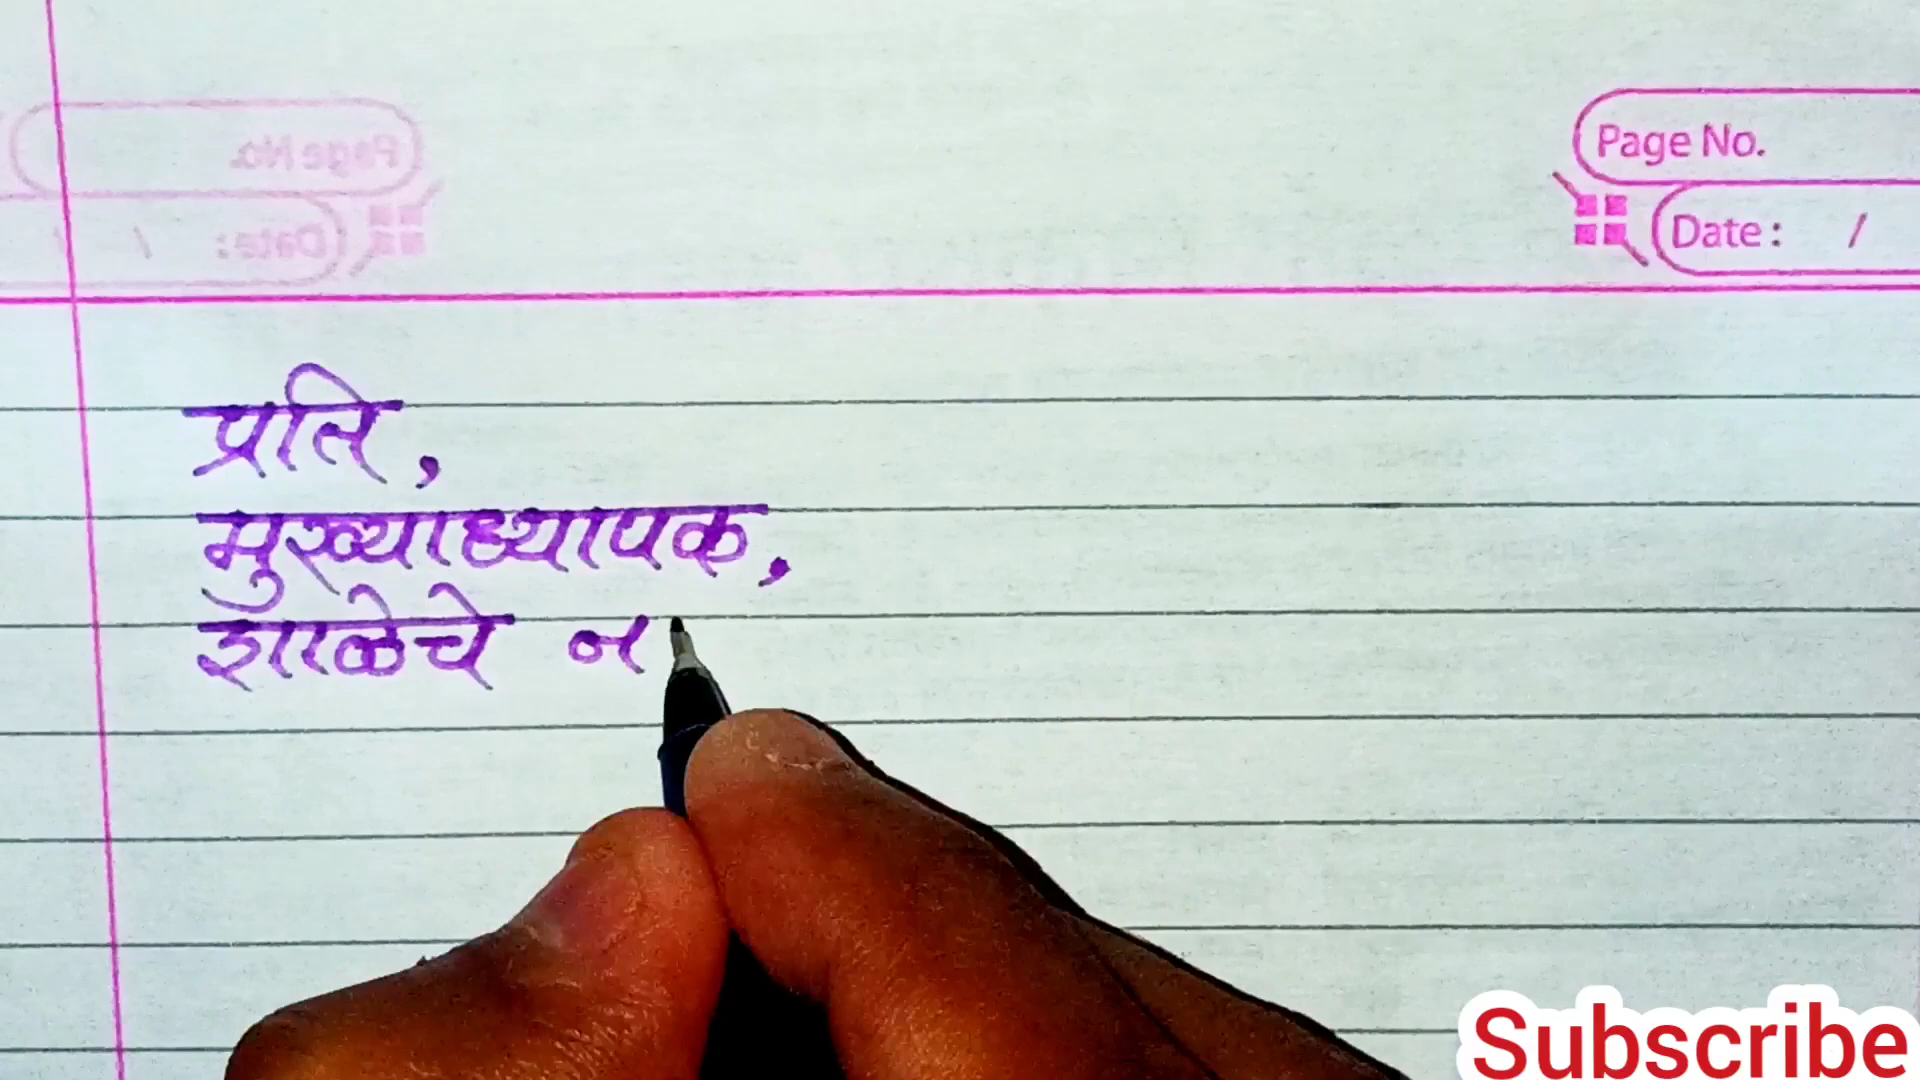 Page No.
Date : /
प्रति,
मुख्याध्यापक,
शाळेचे
Subscribe